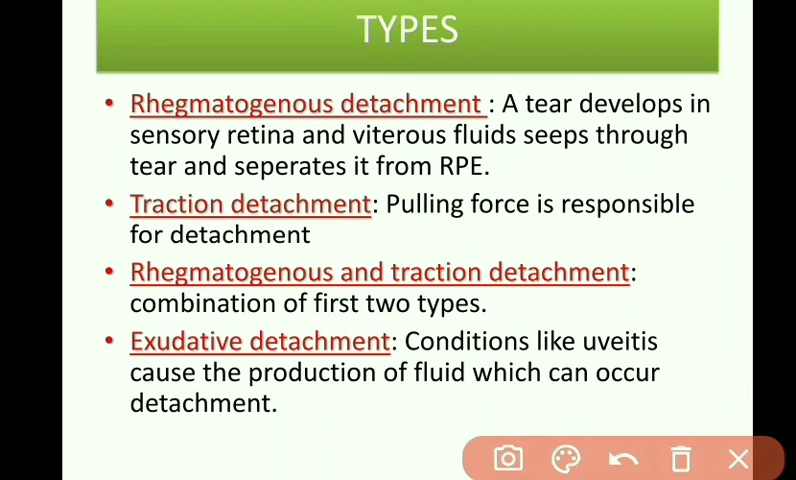 TYPES
• Rhegmatogenous detachment : A tear develops in
sensory retina and viterous fluids seeps through
tear and seperates it from RPE.
• Traction detachment: Pulling force is responsible
for detachment
• Rhegmatogenous and traction detachment:
combination of first two types.
• Exudative detachment: Conditions like uveitis
cause the production of fluid which can occur
detachment.